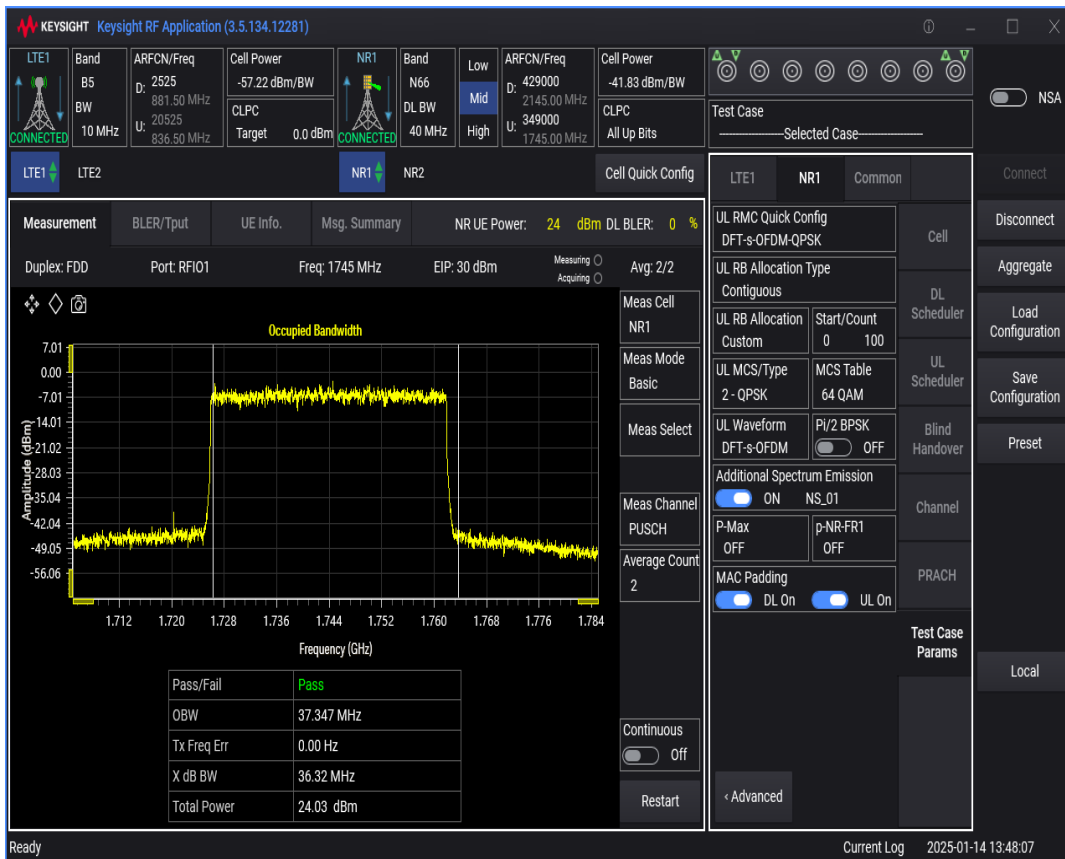 KEYSIGHT Keysight RF Application (3.5.134.12281)
LTE1 Band ARFCN/Freq Cell Power NR1 Band Low ARFCN/Freq Cell Power
B5 D: 2525 -57.22 dBm/BW N66 D: 429000 -41.83 dBm/BW
881.50 MHz Mid 2145.00 MHz
BW U: 20525 CLPC DL BW U: 349000 CLPC
CONNECTED 10 MHz 836.50 MHz Target 0.0 dBm CONNECTED 40 MHz High 1745.00 MHz All Up Bits
Test Case
Selected Case
NSA
LTE1 LTE2 NR1 NR2 Cell Quick Config
Measurement BLER/Tput UE Info. Msg. Summary NR UE Power: 24 dBm DL BLER: 0 %
Duplex: FDD Port: RFIO1 Freq: 1745 MHz EIP: 30 dBm Measuring Acquiring Avg: 2/2
Occupied Bandwidth
Amplitude (dBm)
7.01
0.00
-7.01
-14.01
-21.02
-28.03
-35.04
-42.04
-49.05
-56.06
1.712 1.720 1.728 1.736 1.744 1.752 1.760 1.768 1.776 1.784
Frequency (GHz)
Pass/Fail Pass
OBW 37.347 MHz
Tx Freq Err 0.00 Hz
X dB BW 36.32 MHz
Total Power 24.03 dBm
Meas Cell
NR1
Meas Mode
Basic
Meas Select
Meas Channel
PUSCH
Average Count
2
Continuous
Off
Restart
LTE1 NR1 Common
UL RMC Quick Config
DFT-s-OFDM-QPSK
UL RB Allocation Type
Contiguous
UL RB Allocation Start/Count
Custom 0 100
UL MCS/Type MCS Table
2 - QPSK 64 QAM
UL Waveform Pi/2 BPSK
DFT-s-OFDM OFF
Additional Spectrum Emission
ON NS_01
P-Max p-NR-FR1
OFF OFF
MAC Padding
DL On UL On
‹ Advanced
Cell
DL
Scheduler
UL
Scheduler
Blind
Handover
Channel
PRACH
Test Case
Params
Connect
Disconnect
Aggregate
Load
Configuration
Save
Configuration
Preset
Local
Ready Current Log 2025-01-14 13:48:07